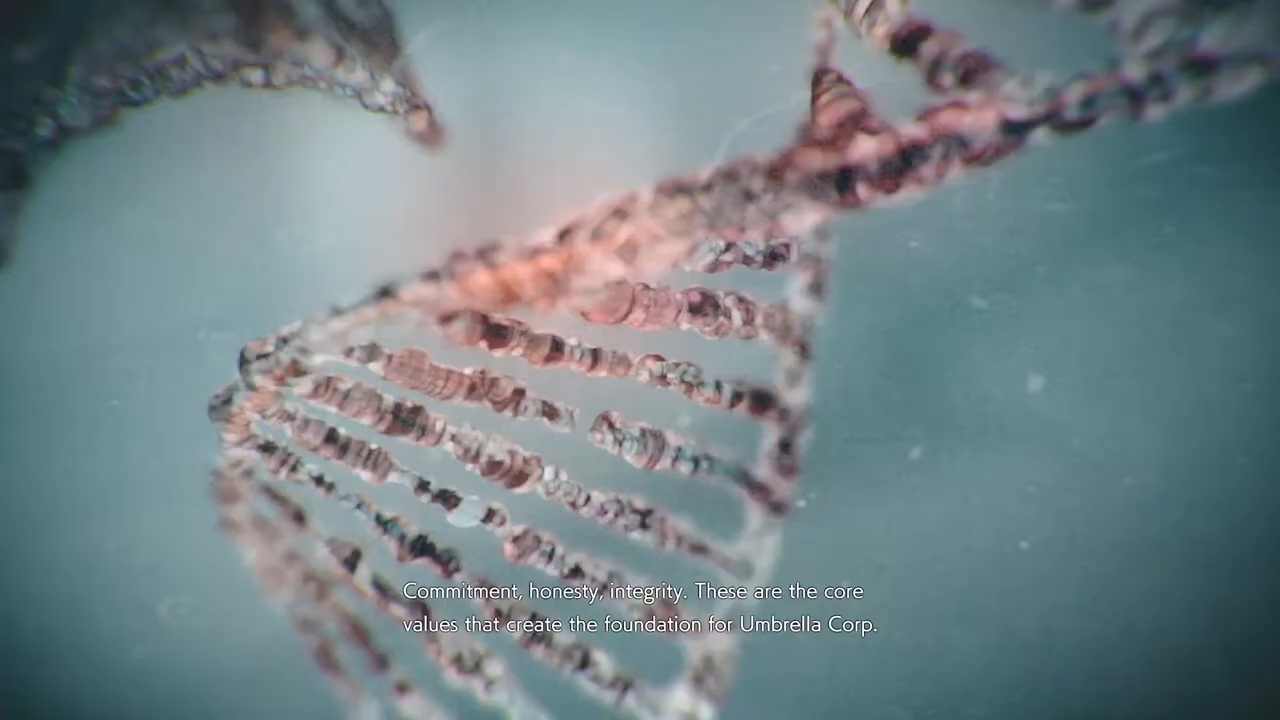 Commitment, honesty, integrity. These are the core
values that create the foundation for Umbrella Corp.